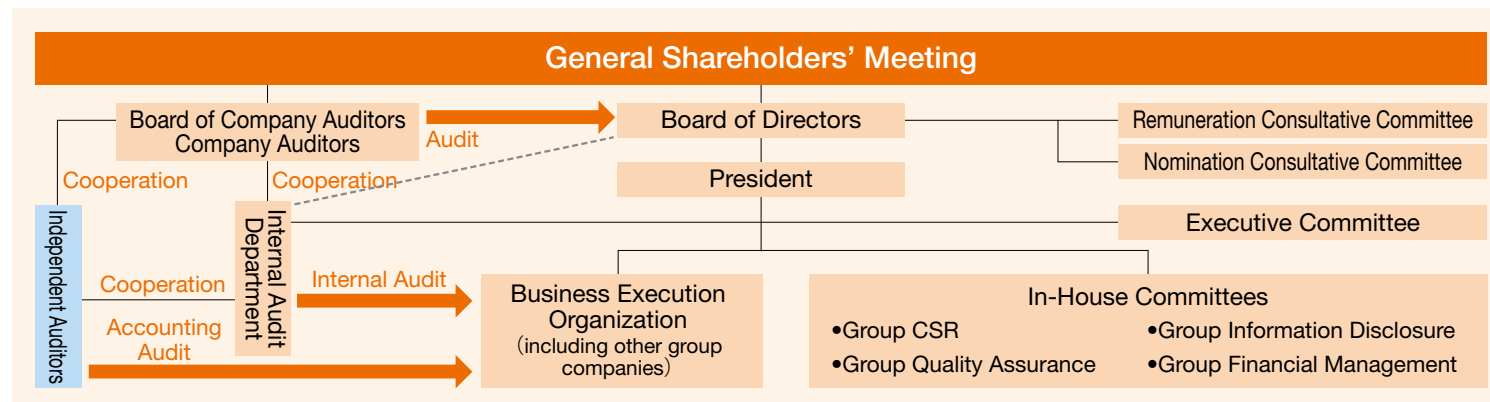 General Shareholders’ Meeting
Board of Company Auditors
Company Auditors
Audit
Board of Directors
Remuneration Consultative Committee
Nomination Consultative Committee
Cooperation
Cooperation
President
Independent Auditors
Internal Audit
Department
Executive Committee
Cooperation
Internal Audit
Accounting
Audit
Business Execution
Organization
(including other group
companies)
In-House Committees
•Group CSR
•Group Information Disclosure
•Group Quality Assurance
•Group Financial Management